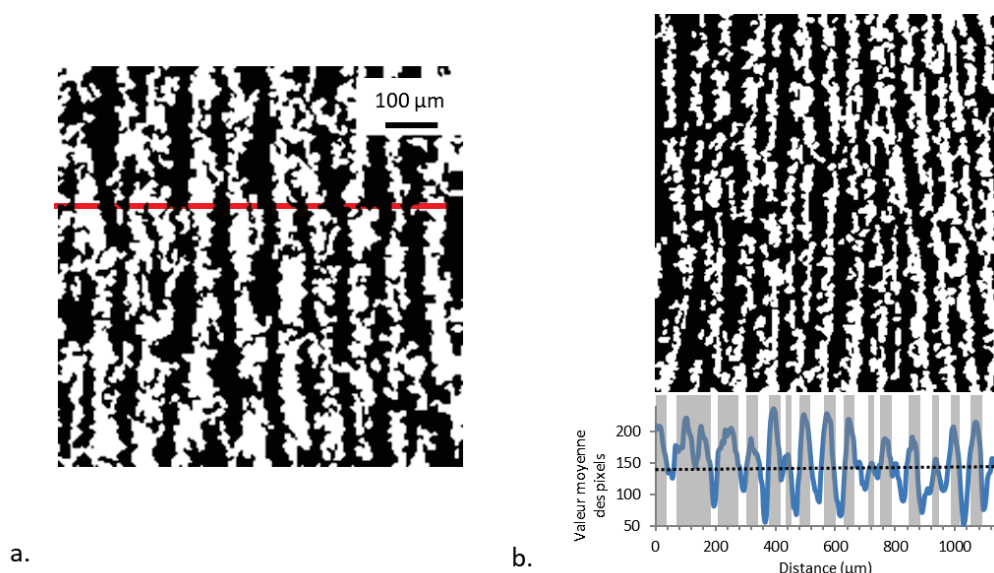 100 µm
a.
b.
Valeur moyenne
des pixels
200
150
100
50
0 200 400 600 800 1000
Distance (µm)